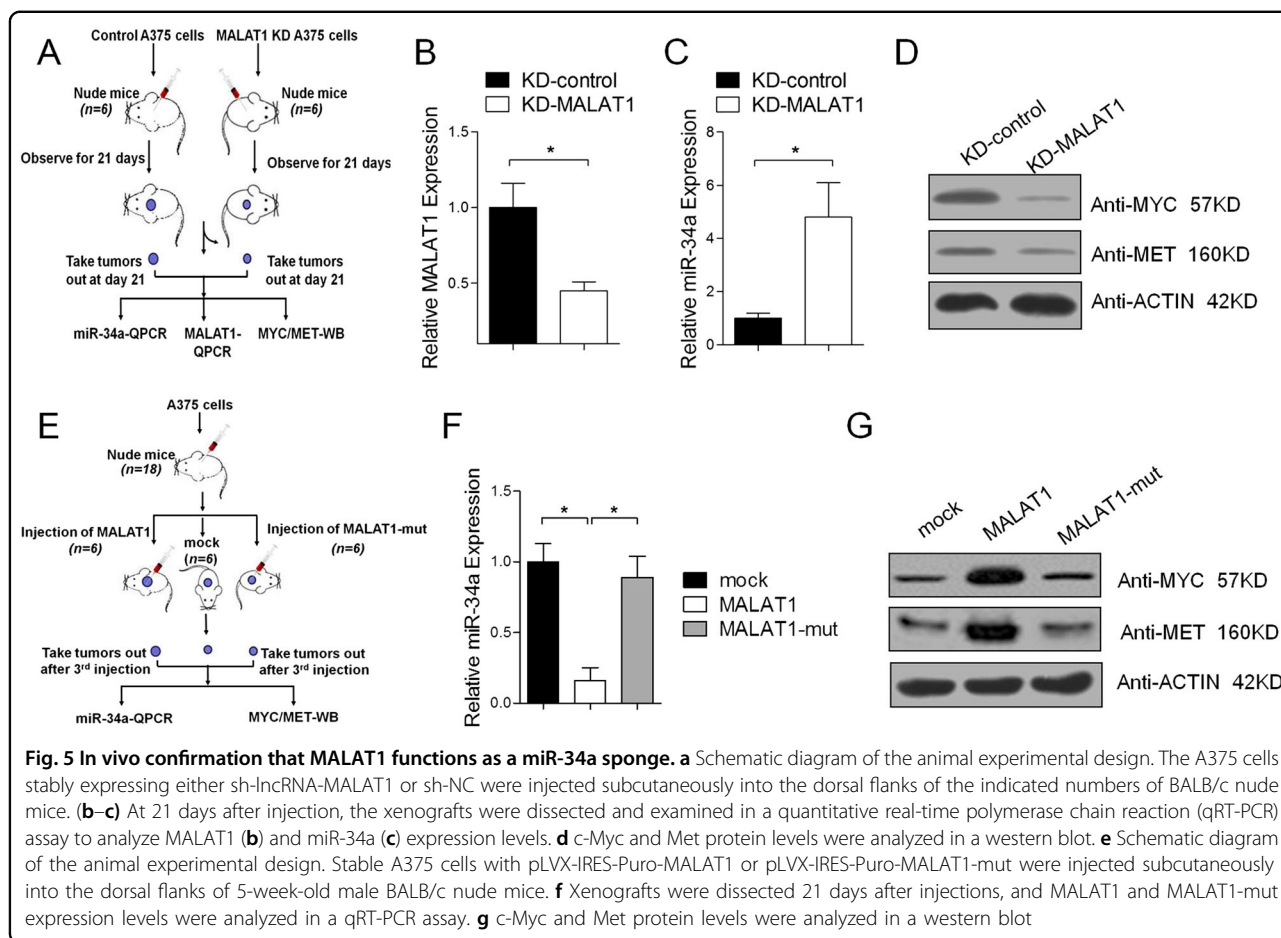 A
Control A375 cells
MALAT1 KD A375 cells
Nude mice
(n=6)
Nude mice
(n=6)
Observe for 21 days
Observe for 21 days
Take tumors
out at day 21
Take tumors
out at day 21
miR-34a-QPCR
MALAT1-
QPCR
MYC/MET-WB
B
KD-control
KD-MALAT1
Relative MALAT1 Expression
1.5
1.0
0.5
*
C
KD-control
KD-MALAT1
Relative miR-34a Expression
8
6
4
2
0
*
D
KD-control
KD-MALAT1
Anti-MYC 57KD
Anti-MET 160KD
Anti-ACTIN 42KD
E
A375 cells
Nude mice
(n=18)
Injection of MALAT1
(n=6)
mock
(n=6)
Injection of MALAT1-mut
(n=6)
Take tumors out
after 3rd injection
Take tumors out
after 3rd injection
miR-34a-QPCR
MYC/MET-WB
F
Relative miR-34a Expression
1.5
1.0
0.5
0.0
*
*
mock
MALAT1
MALAT1-mut
G
mock
MALAT1
MALAT1-mut
Anti-MYC 57KD
Anti-MET 160KD
Anti-ACTIN 42KD
Fig. 5 In vivo confirmation that MALAT1 functions as a miR-34a sponge. a Schematic diagram of the animal experimental design. The A375 cells
stably expressing either sh-lncRNA-MALAT1 or sh-NC were injected subcutaneously into the dorsal flanks of the indicated numbers of BALB/c nude
mice. (b–c) At 21 days after injection, the xenografts were dissected and examined in a quantitative real-time polymerase chain reaction (qRT-PCR)
assay to analyze MALAT1 (b) and miR-34a (c) expression levels. d c-Myc and Met protein levels were analyzed in a western blot. e Schematic diagram
of the animal experimental design. Stable A375 cells with pLVX-IRES-Puro-MALAT1 or pLVX-IRES-Puro-MALAT1-mut were injected subcutaneously
into the dorsal flanks of 5-week-old male BALB/c nude mice. f Xenografts were dissected 21 days after injections, and MALAT1 and MALAT1-mut
expression levels were analyzed in a qRT-PCR assay. g c-Myc and Met protein levels were analyzed in a western blot